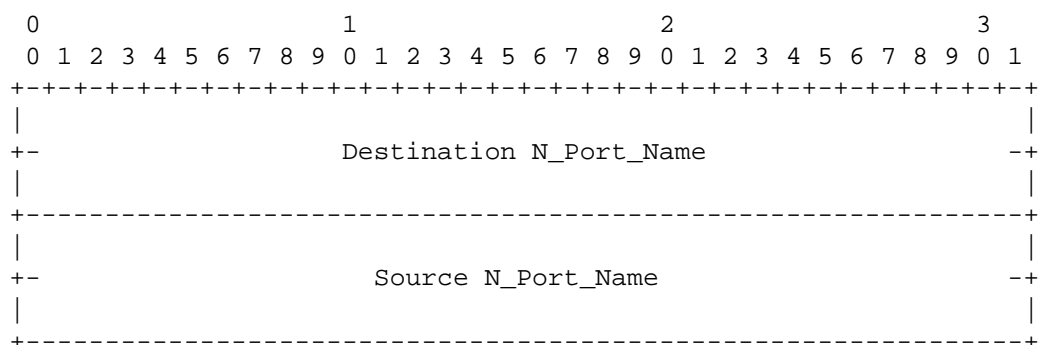 0                   1                   2                   3
 0 1 2 3 4 5 6 7 8 9 0 1 2 3 4 5 6 7 8 9 0 1 2 3 4 5 6 7 8 9 0 1
+-+-+-+-+-+-+-+-+-+-+-+-+-+-+-+-+-+-+-+-+-+-+-+-+-+-+-+-+-+-+-+-+
|                                                               |
+-                   Destination N_Port_Name                   -+
|                                                               |
+---------------------------------------------------------------+
|                                                               |
+-                     Source N_Port_Name                      -+
|                                                               |
+---------------------------------------------------------------+